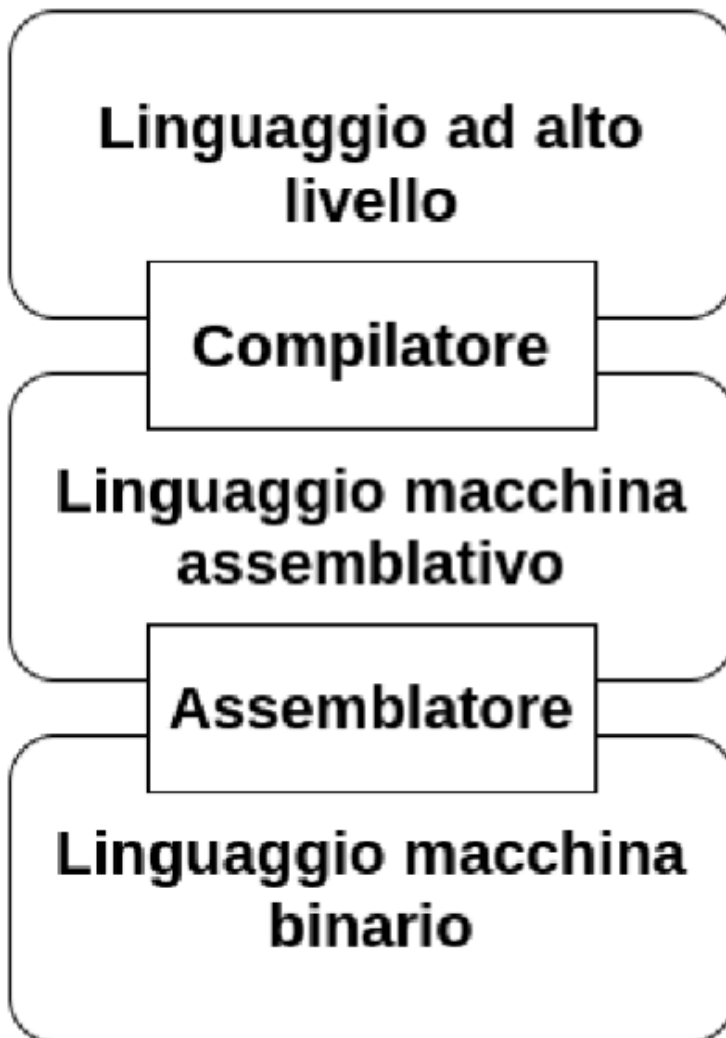 Linguaggio ad alto
livello
Compilatore
Linguaggio macchina
assemblativo
Assemblatore
Linguaggio macchina
binario